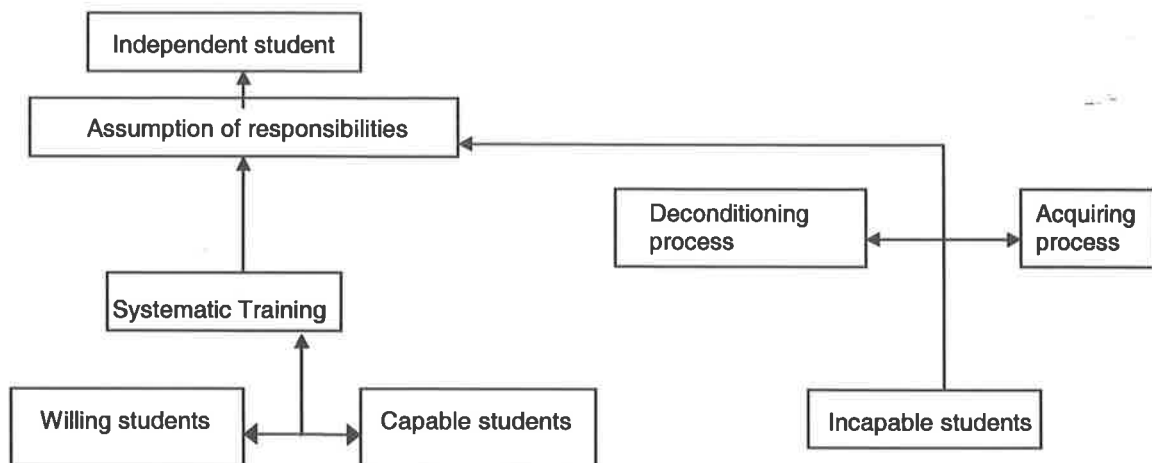 Independent student
Assumption of responsibilities
Deconditioning
process
Acquiring
process
Systematic Training
Willing students
Capable students
Incapable students